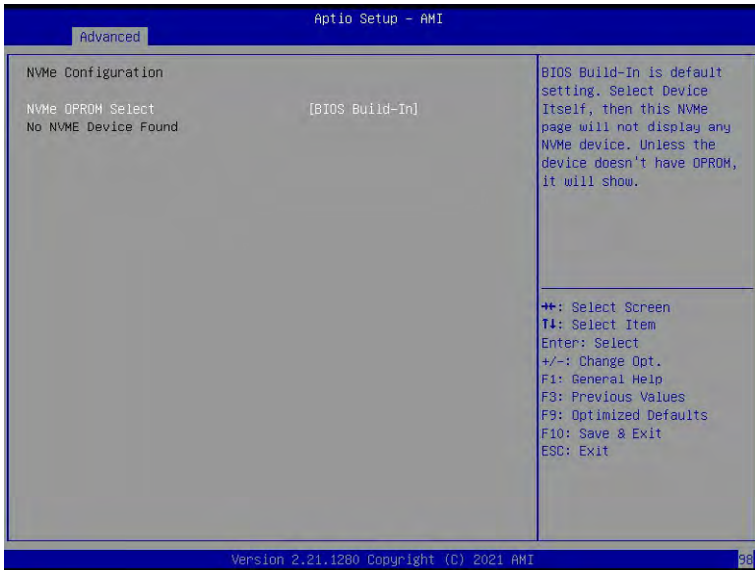 Aptio Setup - AMI
Advanced
NVMe Configuration
NVMe OPROM Select [BIOS Build-In]
No NVME Device Found
BIOS Build-In is default
setting. Select Device
Itself, then this NVMe
page will not display any
NVMe device. Unless the
device doesn't have OPROM,
it will show.
→←: Select Screen
↑↓: Select Item
Enter: Select
+/-: Change Opt.
F1: General Help
F3: Previous Values
F9: Optimized Defaults
F10: Save & Exit
ESC: Exit
Version 2.21.1280 Copyright (C) 2021 AMI
98